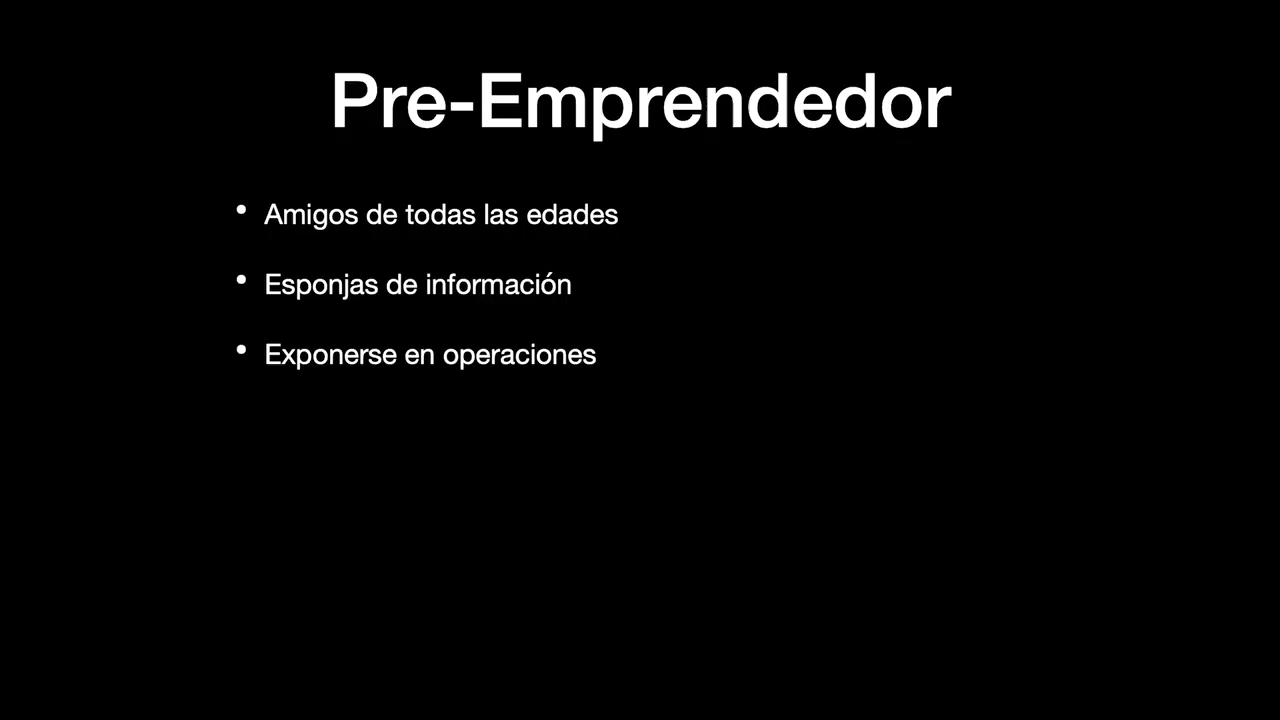 Pre-Emprendedor
• Amigos de todas las edades
• Esponjas de información
• Exponerse en operaciones